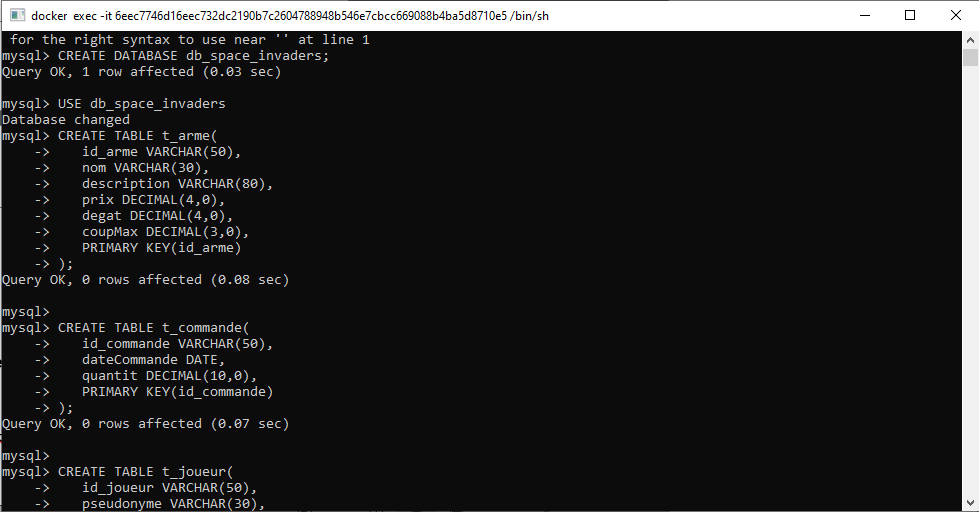 docker exec -it 6eec7746d16eec732dc2190b7c2604788948b546e7cbcc669088b4ba5d8710e5 /bin/sh
for the right syntax to use near '' at line 1
mysql> CREATE DATABASE db_space_invaders;
Query OK, 1 row affected (0.03 sec)
mysql> USE db_space_invaders
Database changed
mysql> CREATE TABLE t_arme(
    ->    id_arme VARCHAR(50),
    ->    nom VARCHAR(30),
    ->    description VARCHAR(80),
    ->    prix DECIMAL(4,0),
    ->    degat DECIMAL(4,0),
    ->    coupMax DECIMAL(3,0),
    ->    PRIMARY KEY(id_arme)
    -> );
Query OK, 0 rows affected (0.08 sec)
mysql>
mysql> CREATE TABLE t_commande(
    ->    id_commande VARCHAR(50),
    ->    dateCommande DATE,
    ->    quantit DECIMAL(10,0),
    ->    PRIMARY KEY(id_commande)
    -> );
Query OK, 0 rows affected (0.07 sec)
mysql>
mysql> CREATE TABLE t_joueur(
    ->    id_joueur VARCHAR(50),
    ->    pseudonyme VARCHAR(30),